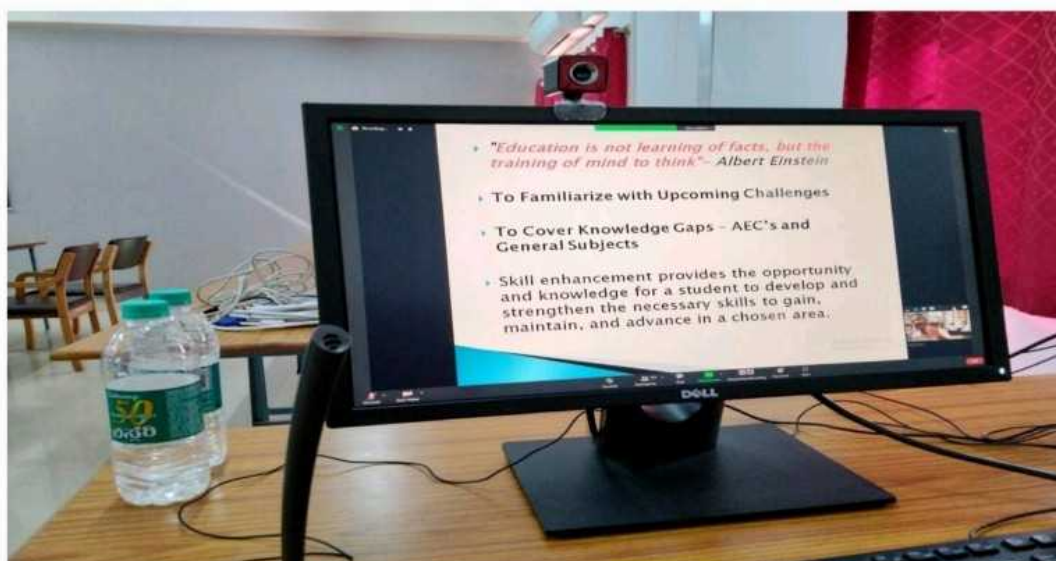 "Education is not learning of facts, but the
training of mind to think"– Albert Einstein
To Familiarize with Upcoming Challenges
To Cover Knowledge Gaps – AEC's and
General Subjects
Skill enhancement provides the opportunity
and knowledge for a student to develop and
strengthen the necessary skills to gain,
maintain, and advance in a chosen area.
DELL
50